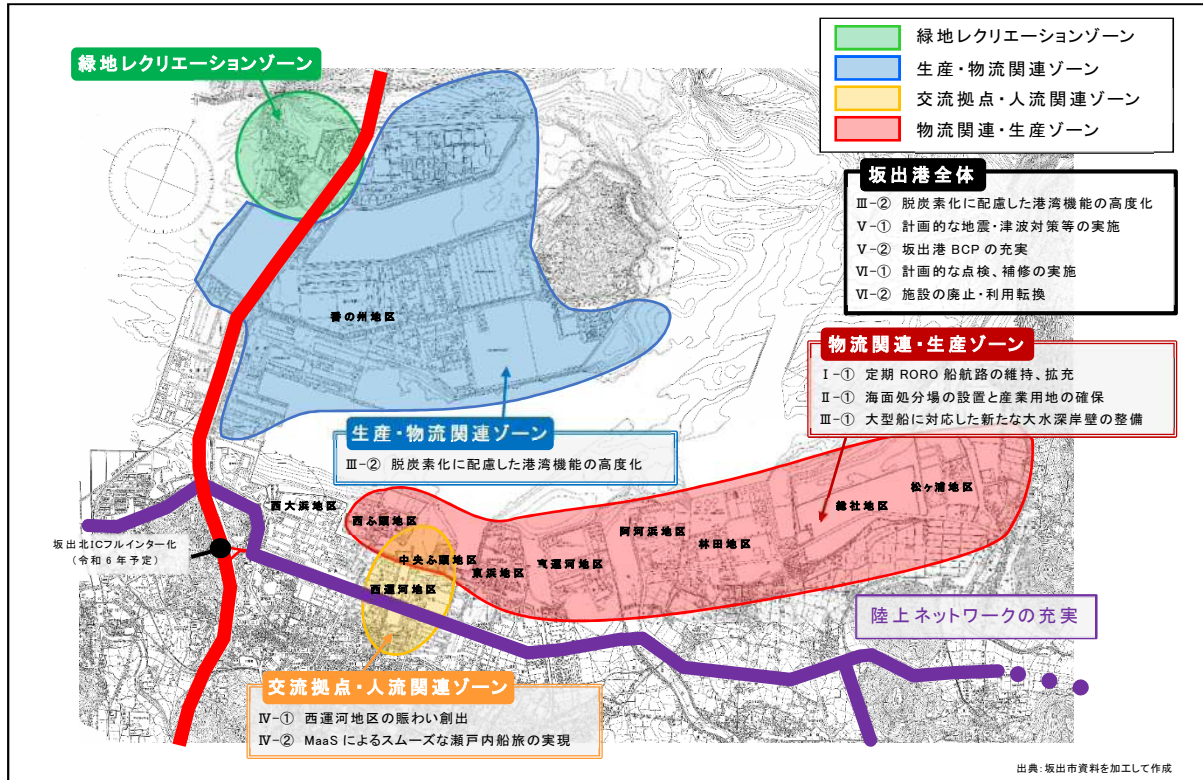 緑地レクリエーションゾーン
緑地レクリエーションゾーン
生産・物流関連ゾーン
交流拠点・人流関連ゾーン
物流関連・生産ゾーン
坂出港全体
Ⅲ-② 脱炭素化に配慮した港湾機能の高度化
Ⅴ-① 計画的な地震・津波対策等の実施
Ⅴ-② 坂出港BCPの充実
Ⅵ-① 計画的な点検、補修の実施
Ⅵ-② 施設の廃止・利用転換
番の州地区
物流関連・生産ゾーン
Ⅰ-① 定期RORO船航路の維持、拡充
Ⅱ-① 海面処分場の設置と産業用地の確保
Ⅲ-① 大型船に対応した新たな大水深岸壁の整備
生産・物流関連ゾーン
Ⅲ-② 脱炭素化に配慮した港湾機能の高度化
西大浜地区
西ふ頭地区
中央ふ頭地区
西運河地区
東浜地区
阿河浜地区
林田地区
総社地区
松ヶ浦地区
坂出北ICフルインター化
（令和6年予定）
陸上ネットワークの充実
交流拠点・人流関連ゾーン
Ⅳ-① 西運河地区の賑わい創出
Ⅳ-② MaaSによるスムーズな瀬戸内船旅の実現
出典：坂出市資料を加工して作成